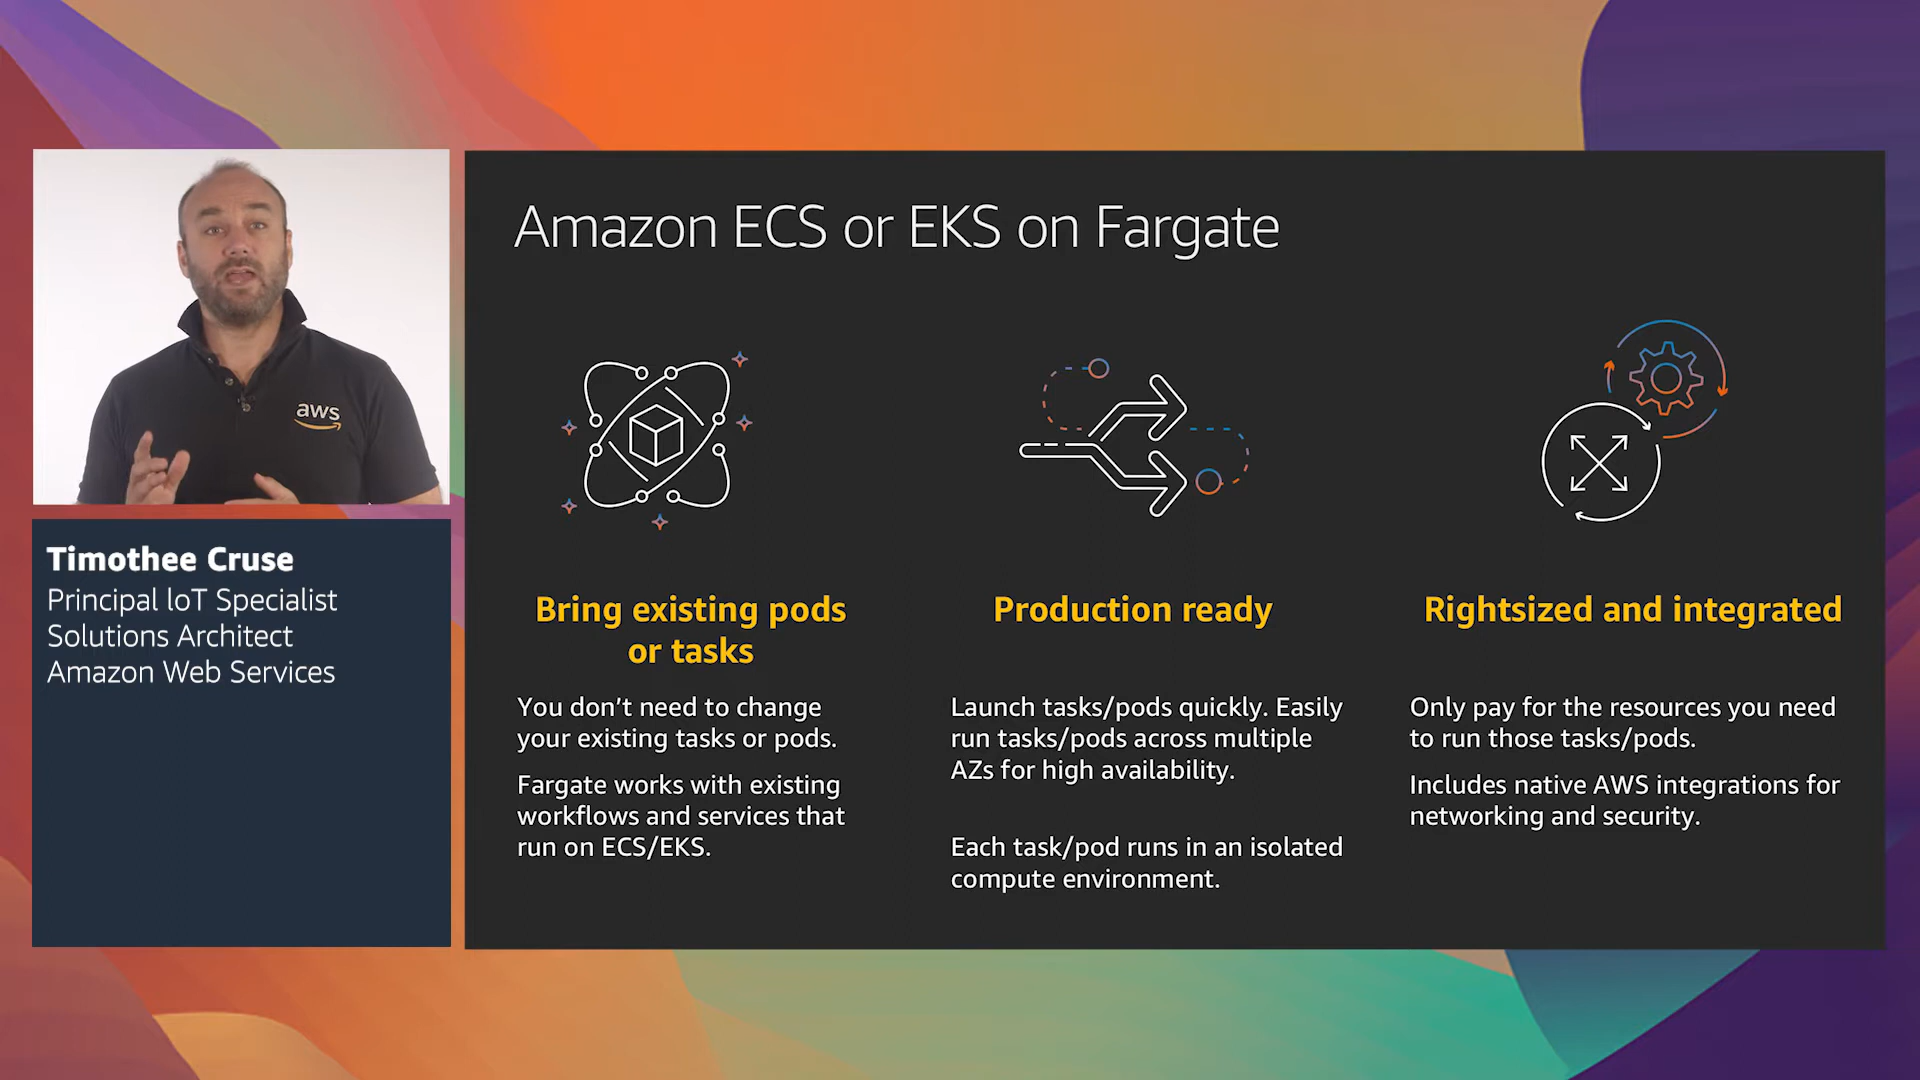 aws
Timothee Cruse
Principal loT Specialist
Solutions Architect
Amazon Web Services
Amazon ECS or EKS on Fargate
Bring existing pods
or tasks
You don't need to change
your existing tasks or pods.
Fargate works with existing
workflows and services that
run on ECS/EKS.
Production ready
Launch tasks/pods quickly. Easily
run tasks/pods across multiple
AZs for high availability.
Each task/pod runs in an isolated
compute environment.
Rightsized and integrated
Only pay for the resources you need
to run those tasks/pods.
Includes native AWS integrations for
networking and security.